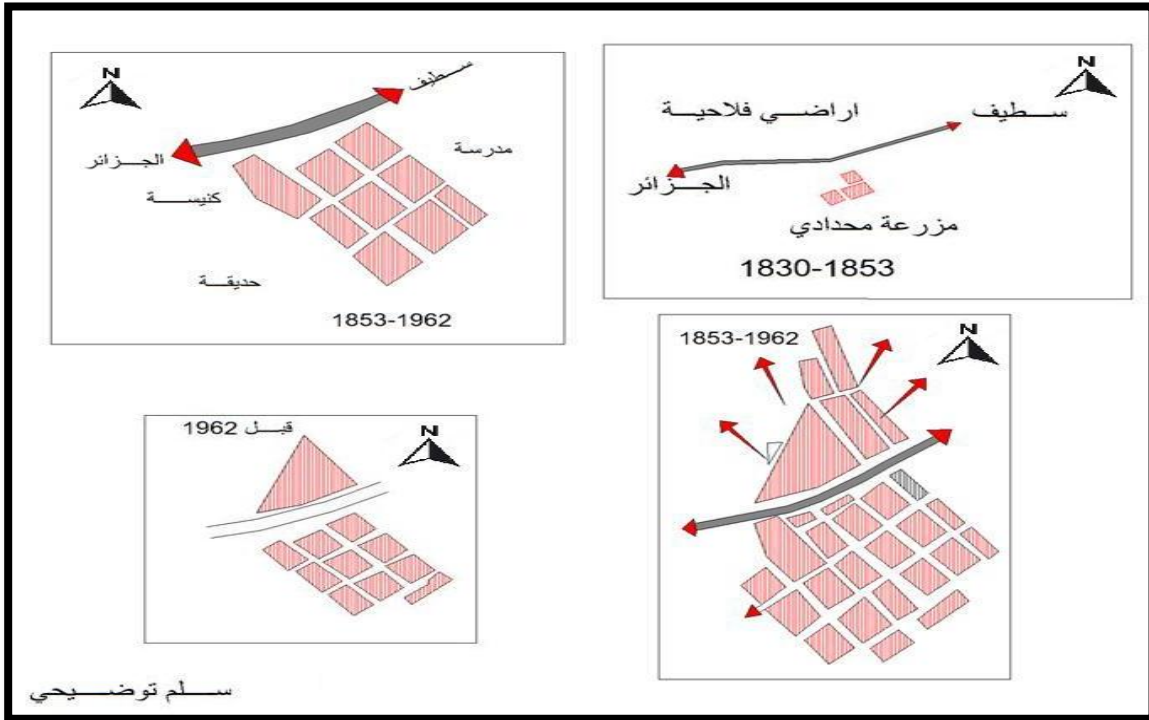 N
سطيف
اراضي فلاحية
الجزائر
مزرعة محدادي
1830-1853
N
سطيف
مدرسة
الجزائر
كنيسة
حديقة
1853-1962
N
1853-1962
N
قبل 1962
سلم توضيحي